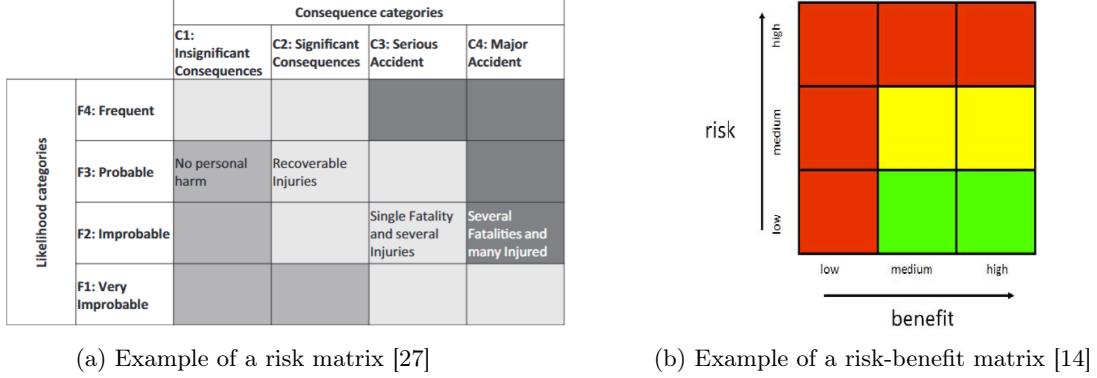 Consequence categories
C1:
Insignificant
Consequences
C2: Significant
Consequences
C3: Serious
Accident
C4: Major
Accident
Likelihood categories
F4: Frequent
F3: Probable
No personal
harm
Recoverable
Injuries
F2: Improbable
Single Fatality
and several
Injuries
Several
Fatalities and
many Injured
F1: Very
Improbable
(a) Example of a risk matrix [27]
risk
high
medium
low
low
medium
high
benefit
(b) Example of a risk-benefit matrix [14]